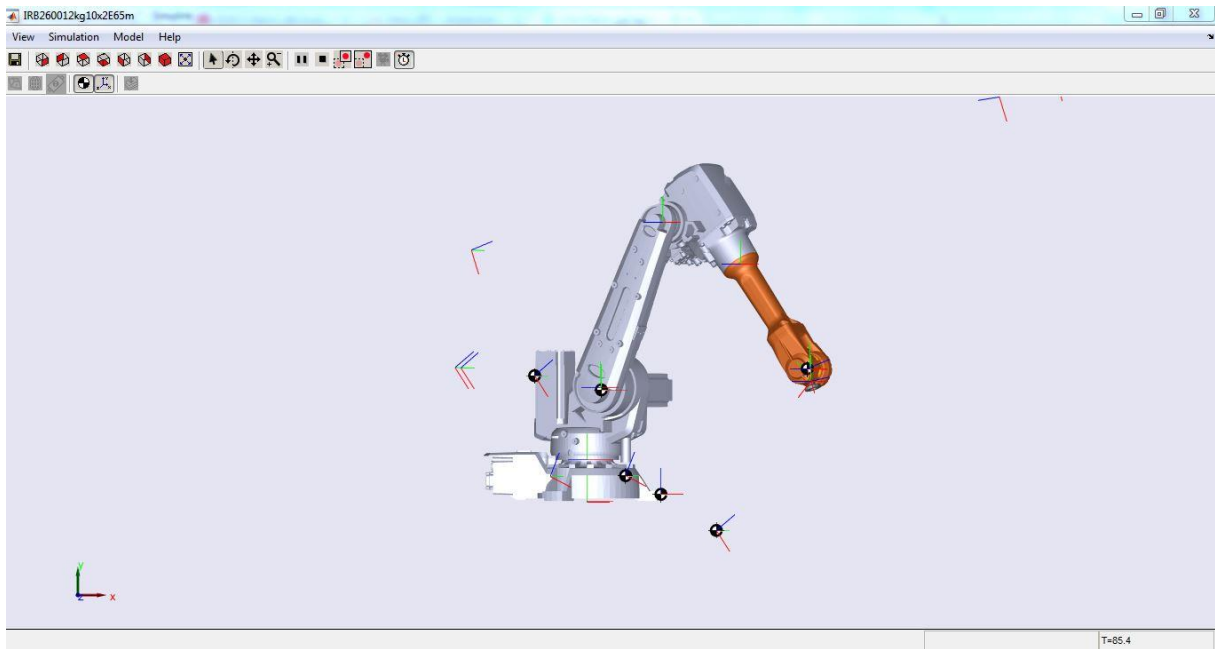 IRB260012kg10x2E65m
View Simulation Model Help
y
z x
T=85.4